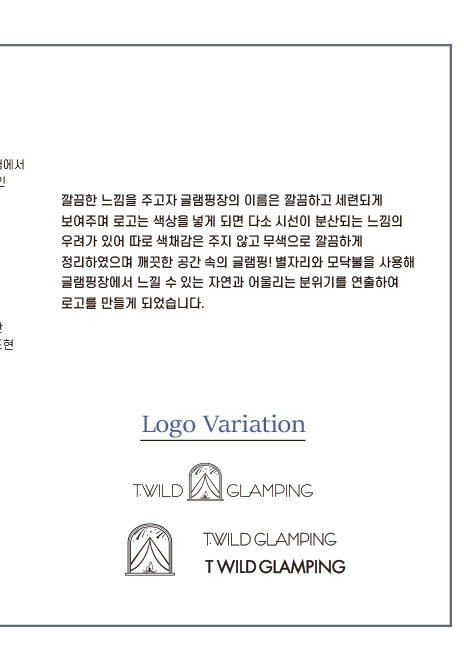 인
깔끔한 느낌을 주고자 글램핑장의 이름은 깔끔하고 세련되게
보여주며 로고는 색상을 넣게 되면 다소 시선이 분산되는 느낌의
우려가 있어 따로 색채감은 주지 않고 무색으로 깔끔하게
정리하였으며 깨끗한 공간 속의 글램핑! 별자리와 모닥불을 사용해
글램핑장에서 느낄 수 있는 자연과 어울리는 분위기를 연출하여
로고를 만들게 되었습니다.
Logo Variation
T.WILD GLAMPING
T.WILD GLAMPING
T WILD GLAMPING